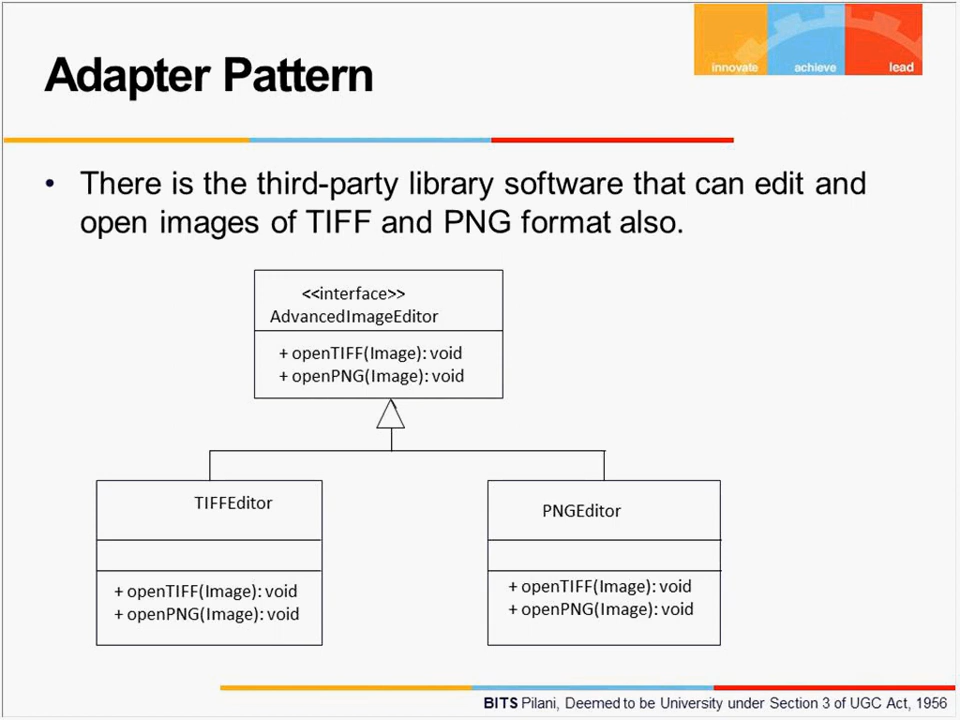 innovate achieve lead
Adapter Pattern
• There is the third-party library software that can edit and
open images of TIFF and PNG format also.
<<interface>>
AdvancedImageEditor
+ openTIFF(Image): void
+ openPNG(Image): void
TIFFEditor
+ openTIFF(Image): void
+ openPNG(Image): void
PNGEditor
+ openTIFF(Image): void
+ openPNG(Image): void
BITS Pilani, Deemed to be University under Section 3 of UGC Act, 1956